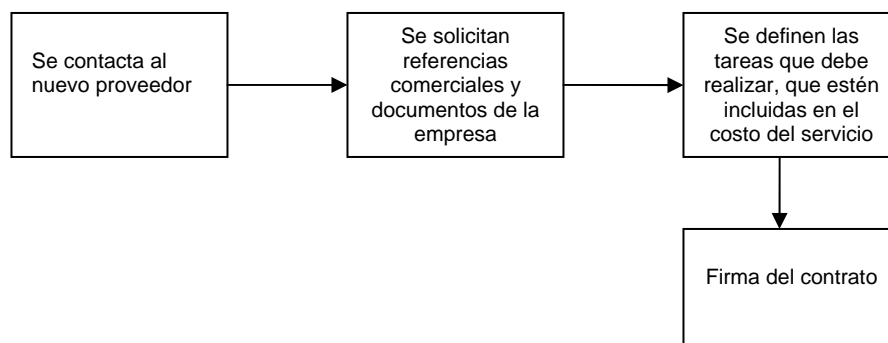 Se contacta al
nuevo proveedor
Se solicitan
referencias
comerciales y
documentos de la
empresa
Se definen las
tareas que debe
realizar, que estén
incluidas en el
costo del servicio
Firma del contrato